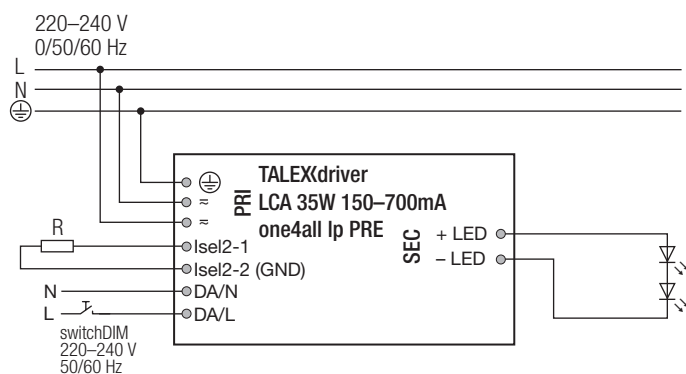 220–240 V
0/50/60 Hz
L
N
PRI
TALEXXdriver
LCA 35W 150–700mA
one4all lp PRE
≂
≂
R
Isel2-1
Isel2-2 (GND)
SEC
+ LED
– LED
N
DA/N
L
DA/L
switchDIM
220–240 V
50/60 Hz